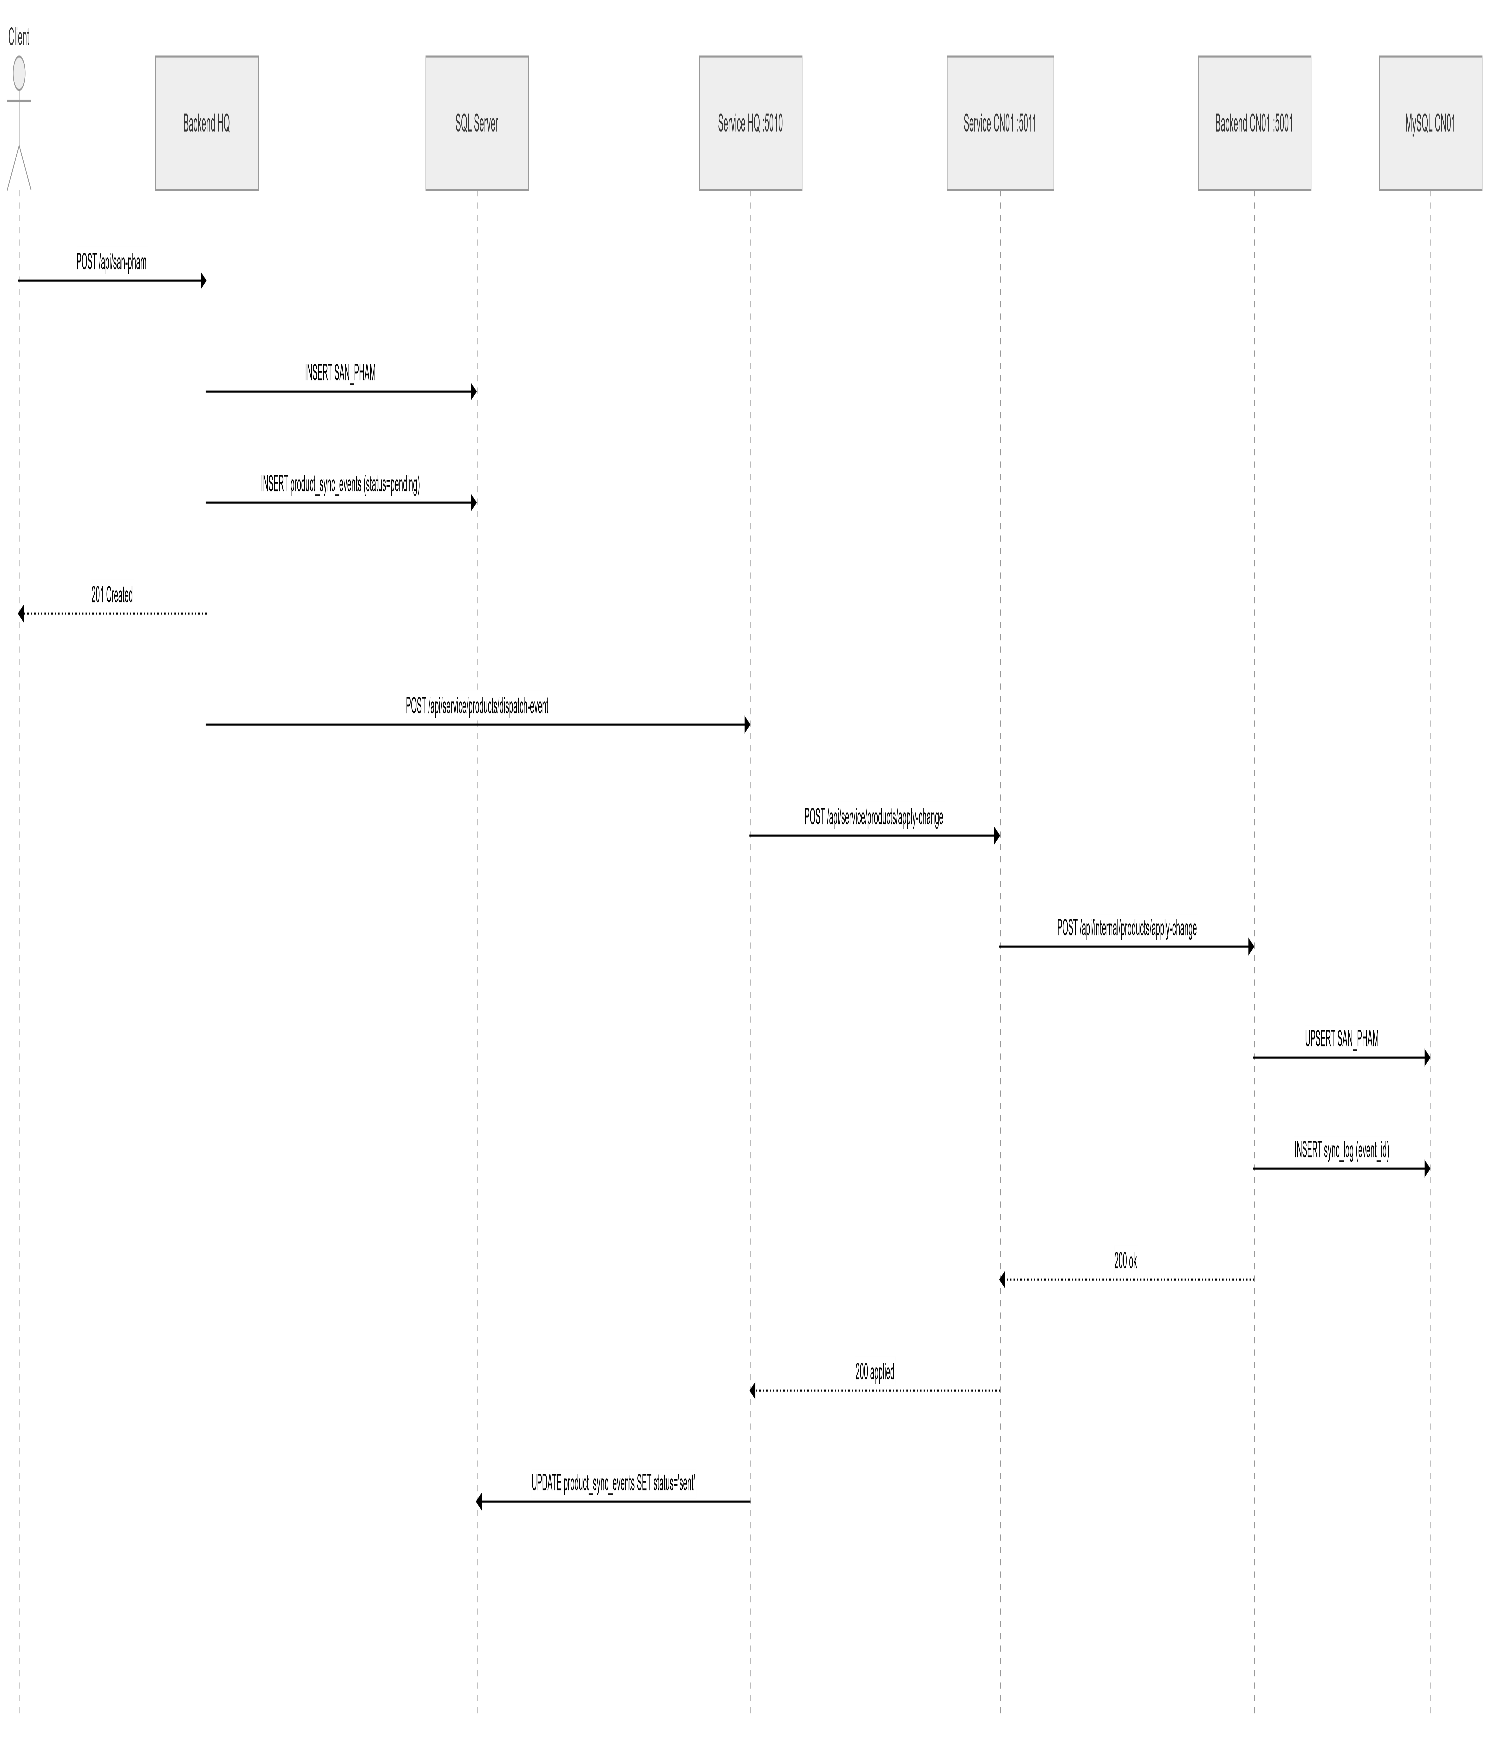 Client
Backend HQ
SQL Server
Service HQ :5010
Service CN01 :5011
Backend CN01 :5001
MySQL CN01
POST /api/san-pham
INSERT SAN_PHAM
INSERT product_sync_events (status=pending)
201 Created
POST /api/service/products/dispatch-event
POST /api/service/products/apply-change
POST /api/internal/products/apply-change
UPSERT SAN_PHAM
INSERT sync_log (event_id)
200 ok
200 applied
UPDATE product_sync_events SET status='sent'